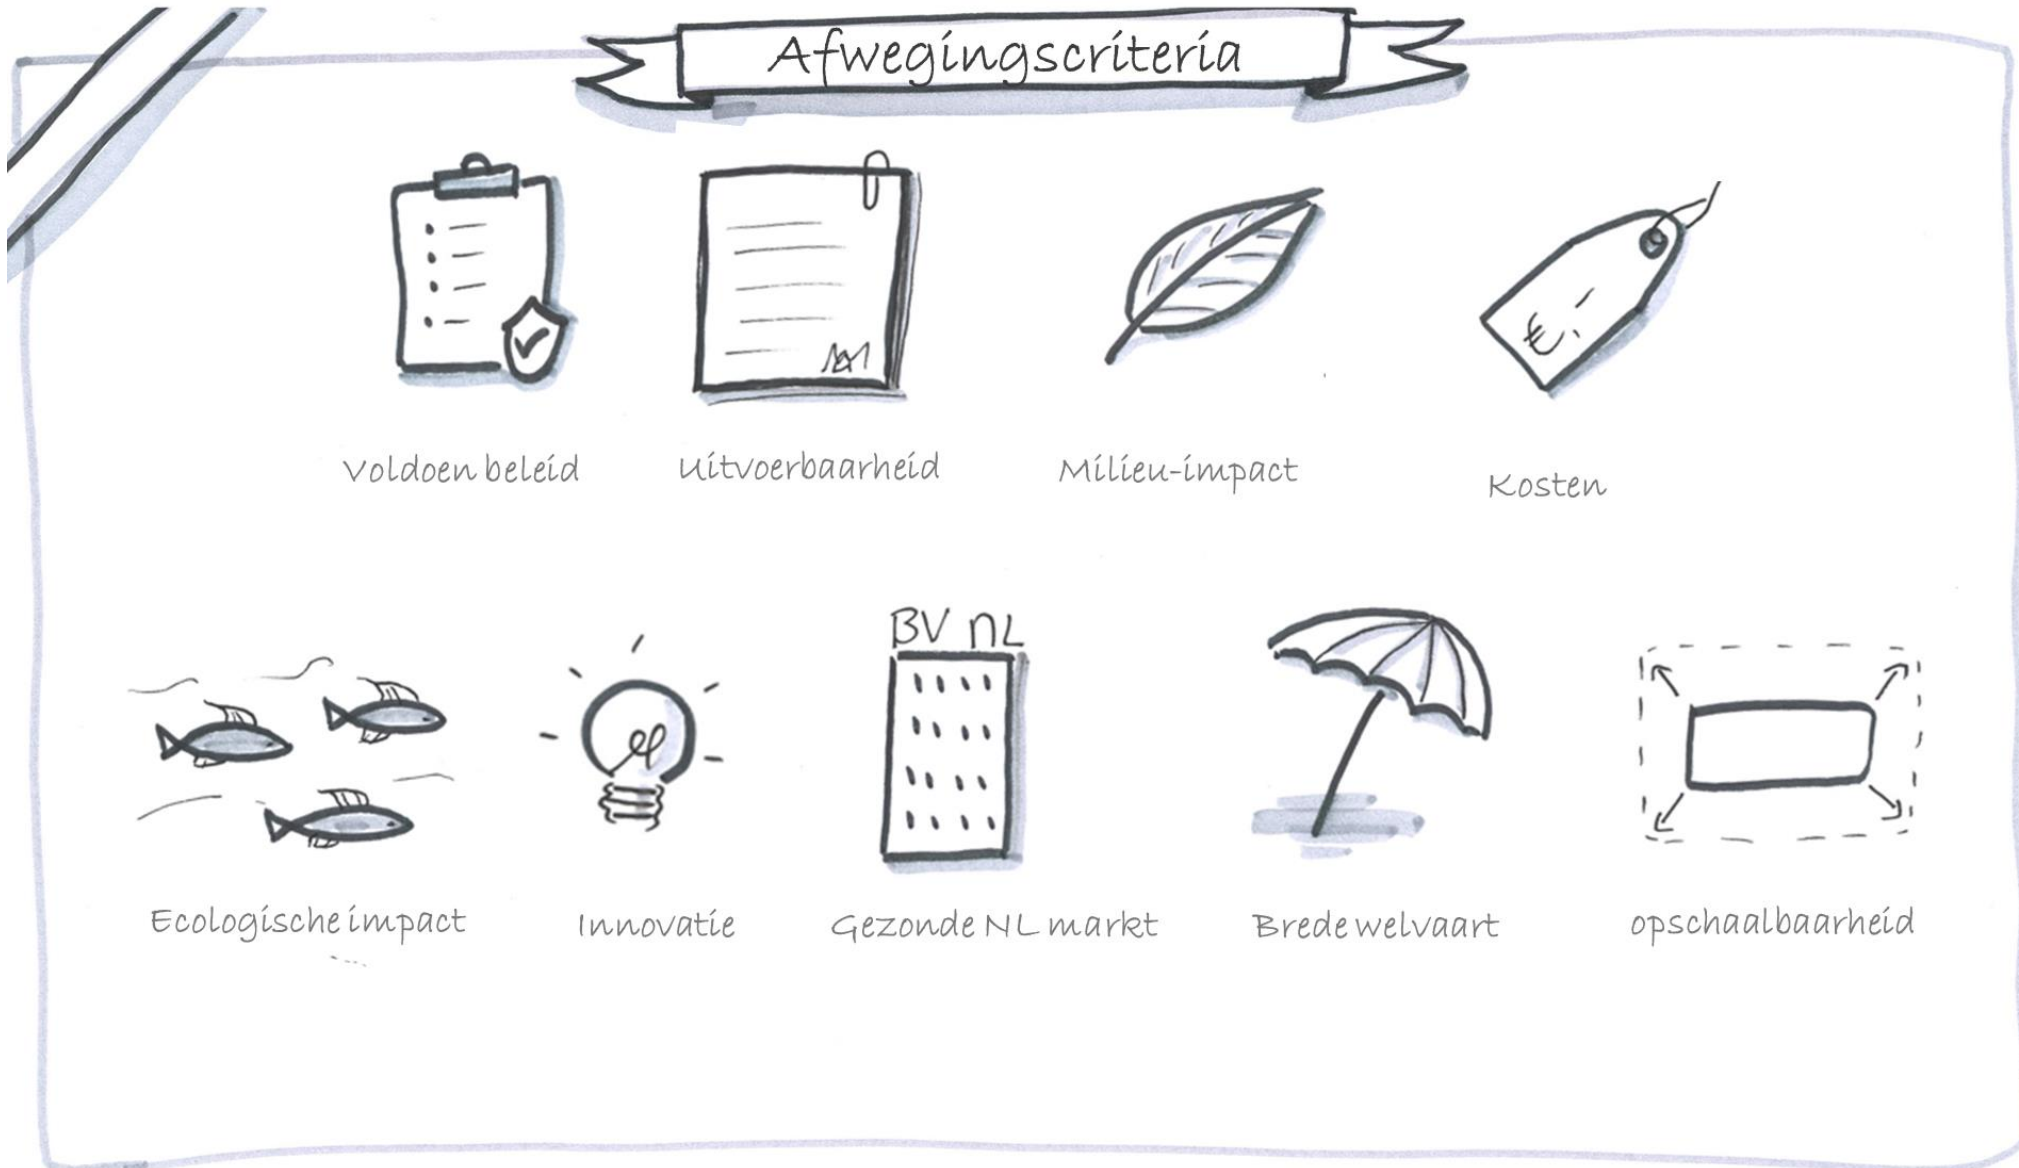 Afwegingscriteria
Voldoen beleid
Uitvoerbaarheid
Milieu-impact
€,-
Kosten
BV NL
Ecologische impact
Innovatie
Gezonde NL markt
Brede welvaart
opschaalbaarheid